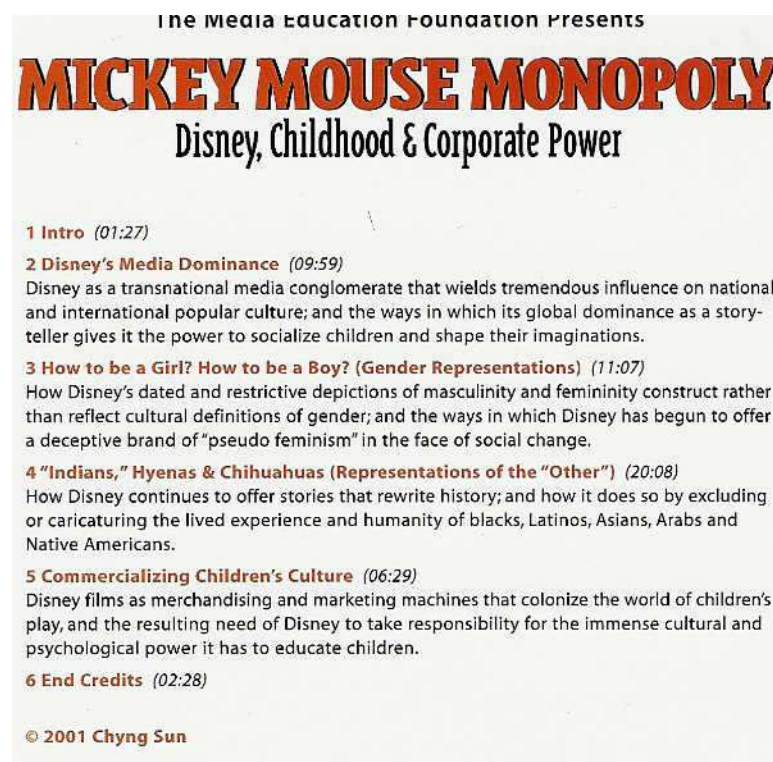 The Media Education Foundation Presents
MICKEY MOUSE MONOPOLY
Disney, Childhood & Corporate Power
1 Intro (01:27)
2 Disney's Media Dominance (09:59)
Disney as a transnational media conglomerate that wields tremendous influence on national
and international popular culture; and the ways in which its global dominance as a story-
teller gives it the power to socialize children and shape their imaginations.
3 How to be a Girl? How to be a Boy? (Gender Representations) (11:07)
How Disney's dated and restrictive depictions of masculinity and femininity construct rather
than reflect cultural definitions of gender; and the ways in which Disney has begun to offer
a deceptive brand of "pseudo feminism" in the face of social change.
4 "Indians," Hyenas & Chihuahuas (Representations of the "Other") (20:08)
How Disney continues to offer stories that rewrite history; and how it does so by excluding
or caricaturing the lived experience and humanity of blacks, Latinos, Asians, Arabs and
Native Americans.
5 Commercializing Children's Culture (06:29)
Disney films as merchandising and marketing machines that colonize the world of children's
play, and the resulting need of Disney to take responsibility for the immense cultural and
psychological power it has to educate children.
6 End Credits (02:28)
© 2001 Chyng Sun